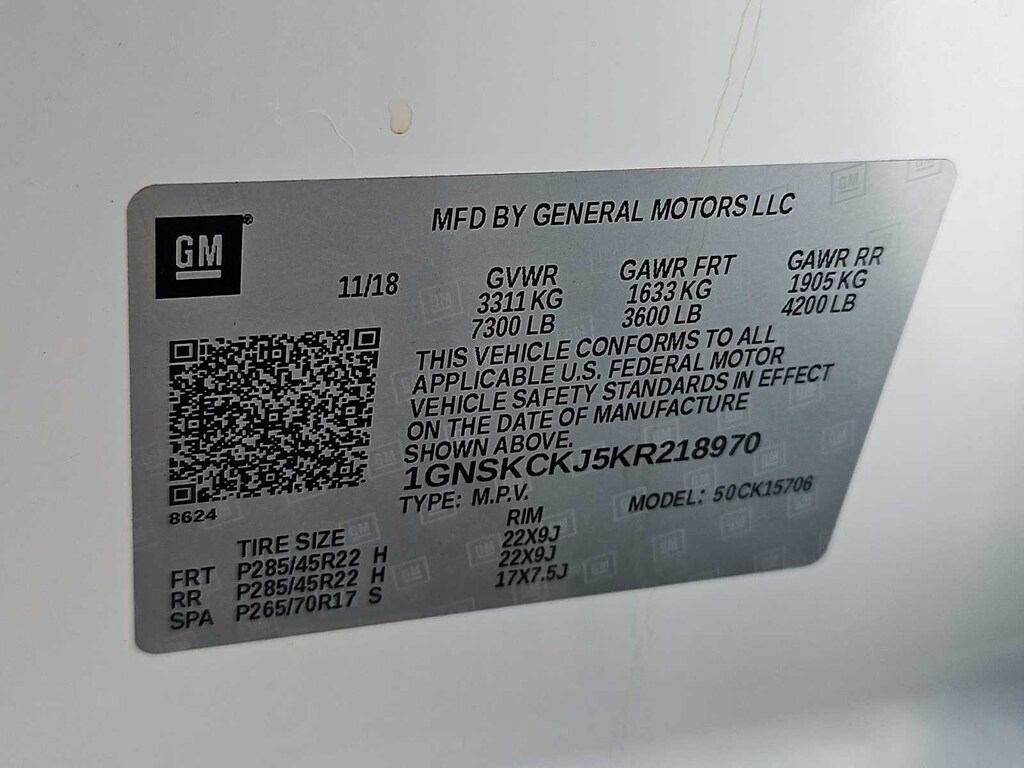 MFD BY GENERAL MOTORS LLC
GM®
11/18
GVWR GAWR FRT GAWR RR
3311 KG 1633 KG 1905 KG
7300 LB 3600 LB 4200 LB
THIS VEHICLE CONFORMS TO ALL
APPLICABLE U.S. FEDERAL MOTOR
VEHICLE SAFETY STANDARDS IN EFFECT
ON THE DATE OF MANUFACTURE
SHOWN ABOVE.
1GNSKCKJ5KR218970
TYPE: M.P.V. MODEL: 50CK15706
8624
TIRE SIZE RIM
FRT P285/45R22 H 22X9J
RR P285/45R22 H 22X9J
SPA P265/70R17 S 17X7.5J